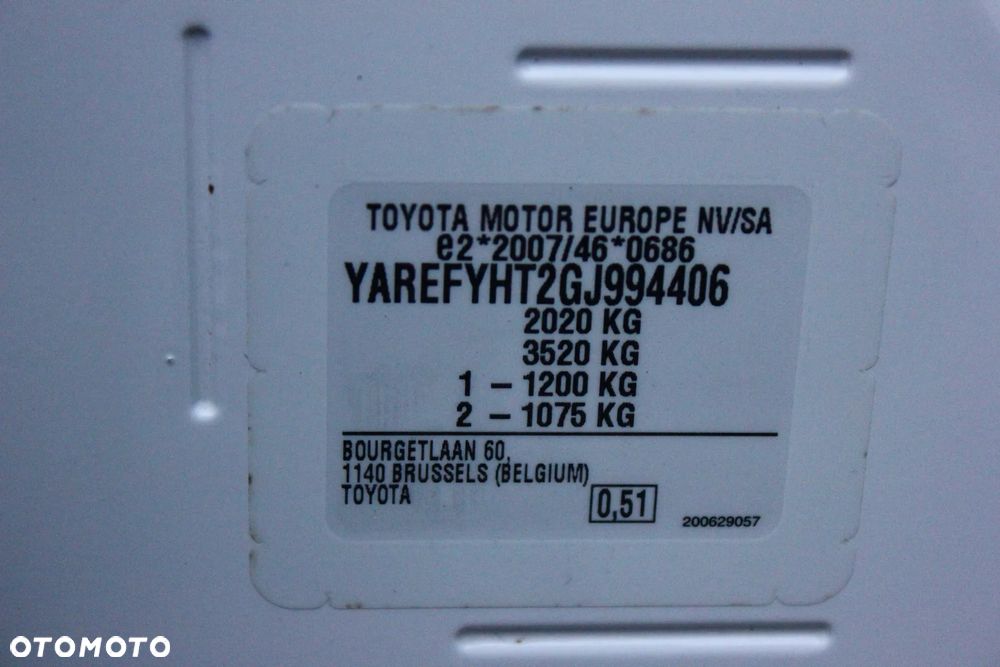 TOYOTA MOTOR EUROPE NV/SA
e2*2007/46*0686
YAREFYHT2GJ994406
2020 KG
3520 KG
1 - 1200 KG
2 - 1075 KG
BOURGETLAAN 60,
1140 BRUSSELS (BELGIUM)
TOYOTA
0,51
200629057
OTOMOTO